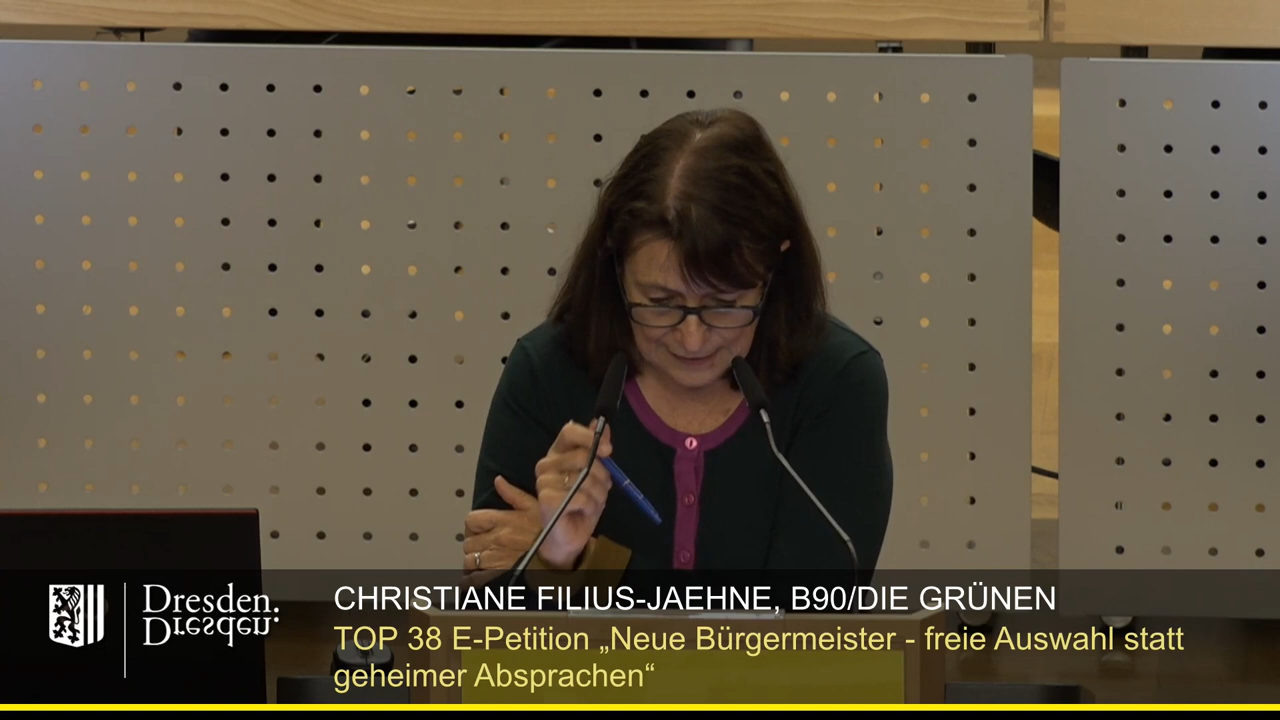 Dresden.
Dresden.
CHRISTIANE FILIUS-JAEHNE, B90/DIE GRÜNEN
TOP 38 E-Petition „Neue Bürgermeister - freie Auswahl statt
geheimer Absprachen“